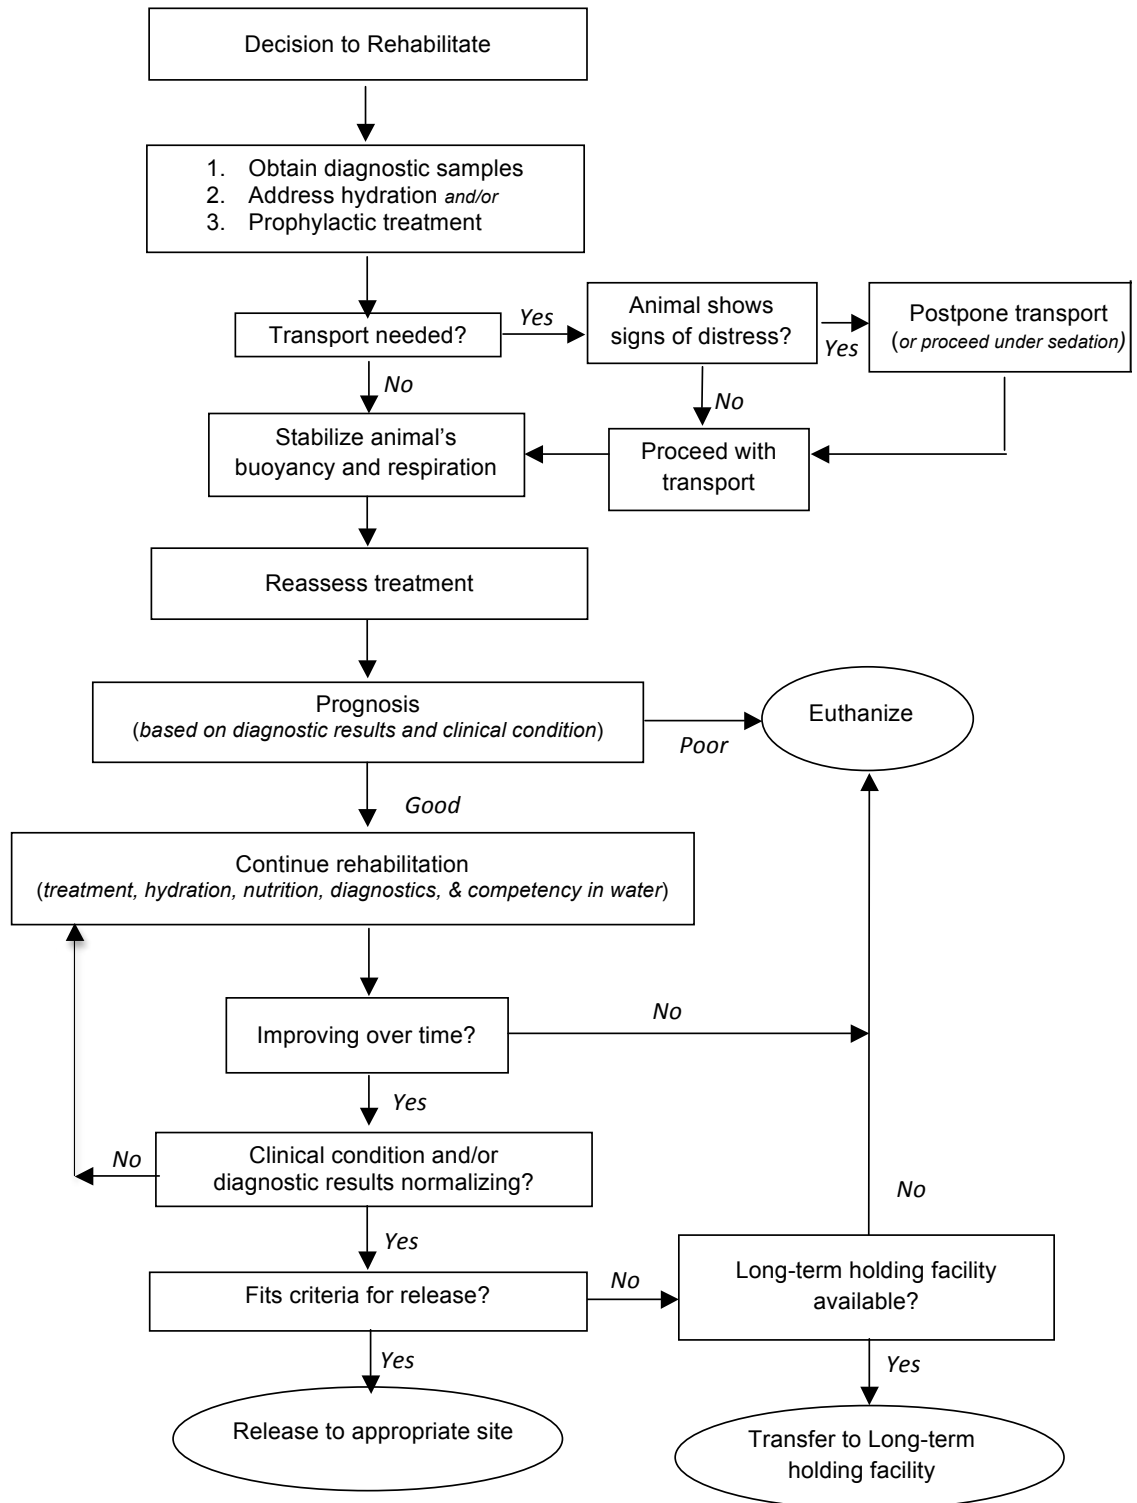 Decision to Rehabilitate
1. Obtain diagnostic samples
2. Address hydration and/or
3. Prophylactic treatment
Transport needed?
Yes
Animal shows
signs of distress?
Yes
Postpone transport
(or proceed under sedation)
No
No
Stabilize animal's
buoyancy and respiration
Proceed with
transport
Reassess treatment
Prognosis
(based on diagnostic results and clinical condition)
Poor
Euthanize
Good
Continue rehabilitation
(treatment, hydration, nutrition, diagnostics, & competency in water)
Improving over time?
No
Yes
Clinical condition and/or
diagnostic results normalizing?
No
No
Yes
Fits criteria for release?
No
Long-term holding facility
available?
Yes
Yes
Release to appropriate site
Transfer to Long-term
holding facility